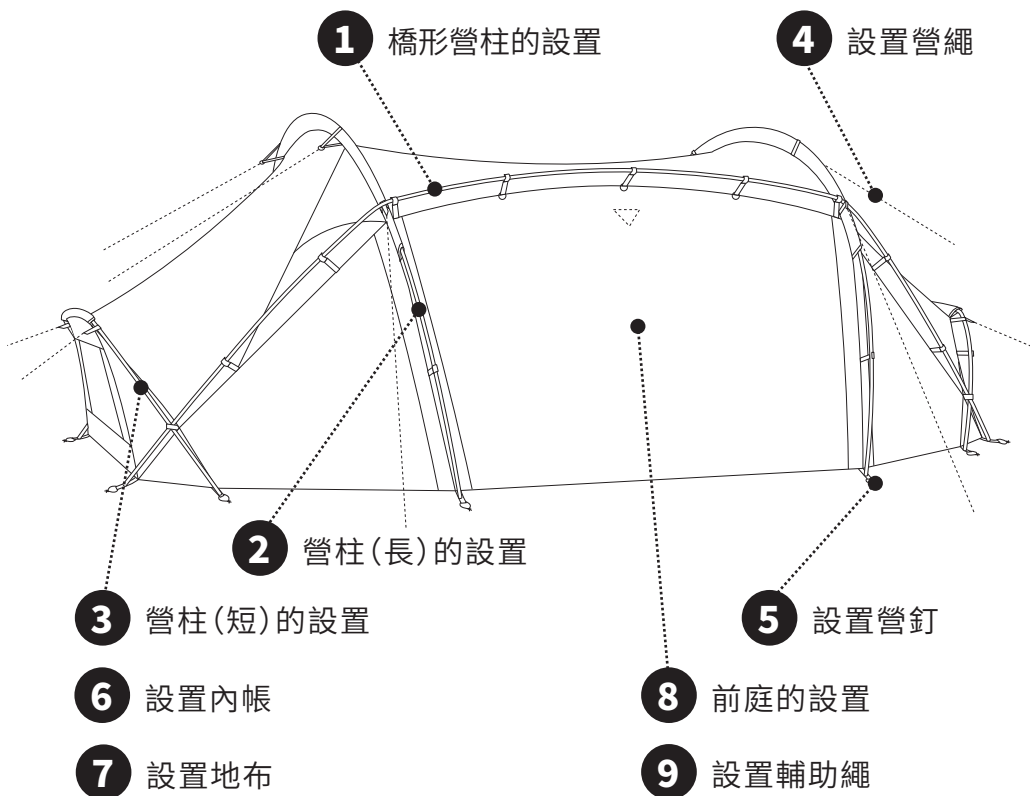 1 橋形營柱的設置
4 設置營繩
2 營柱(長)的設置
3 營柱(短)的設置
5 設置營釘
6 設置內帳
8 前庭的設置
7 設置地布
9 設置輔助繩